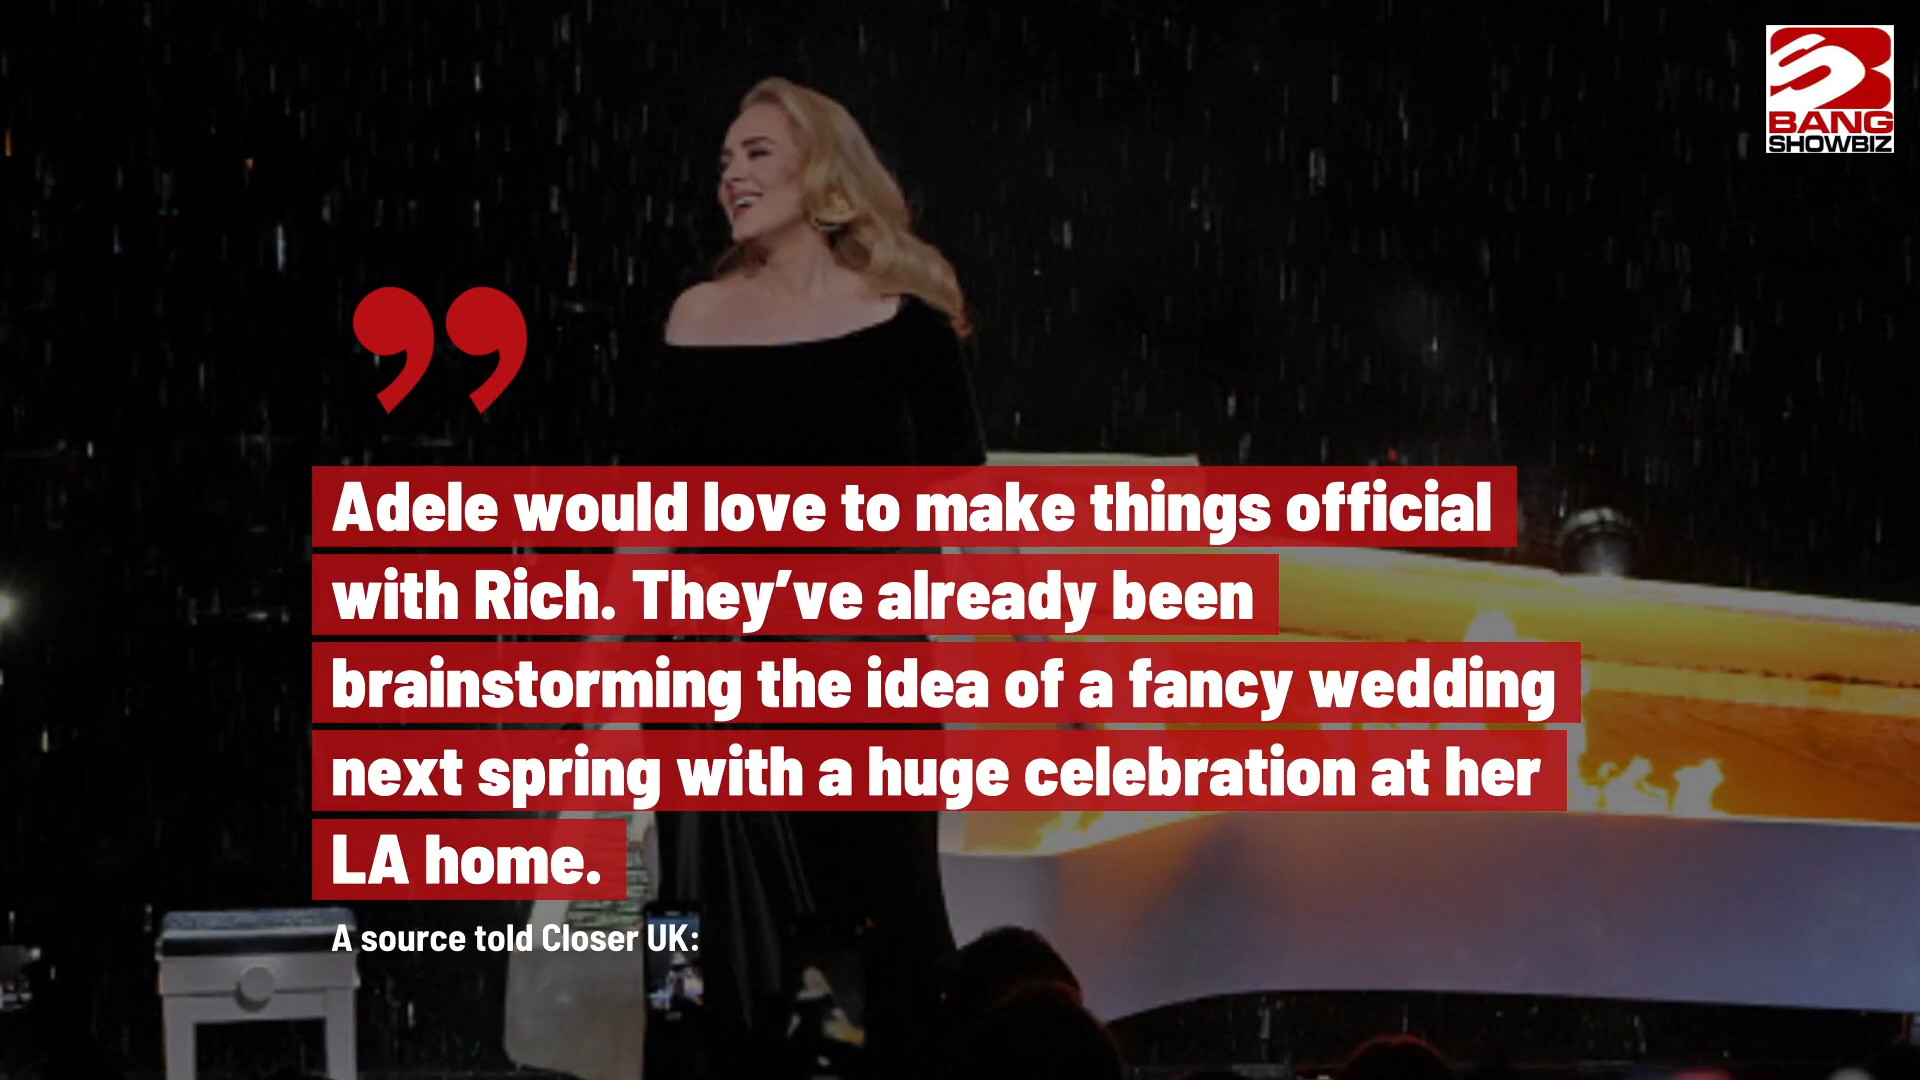 BANG
SHOWBIZ
”
Adele would love to make things official
with Rich. They’ve already been
brainstorming the idea of a fancy wedding
next spring with a huge celebration at her
LA home.
A source told Closer UK: